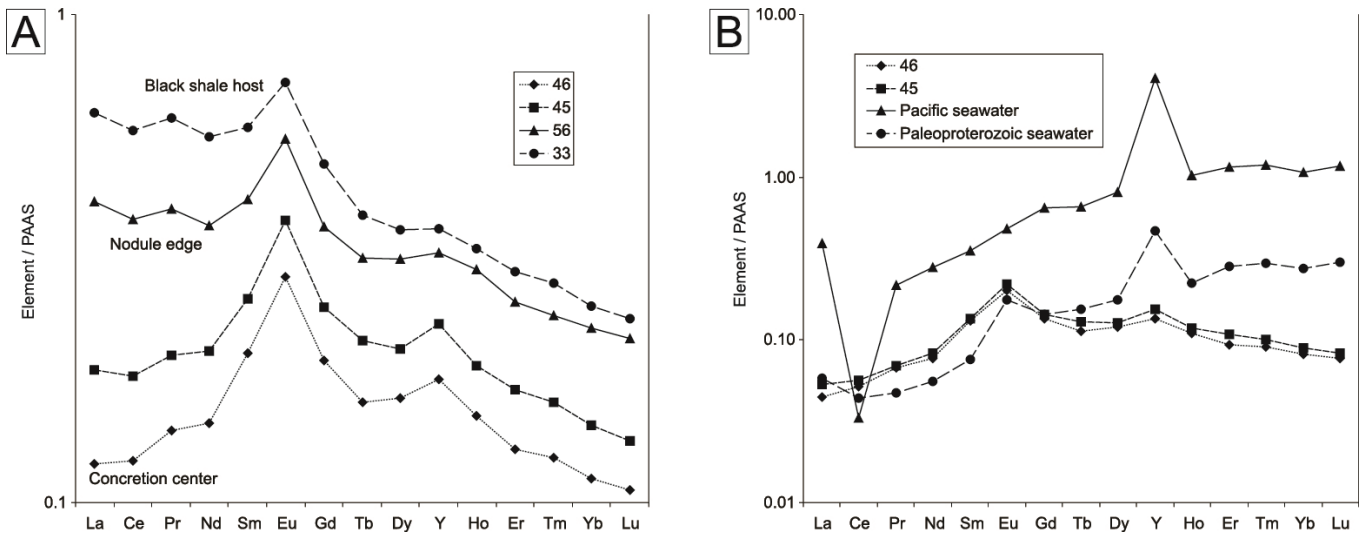 A
1
Element / PAAS
0.1
Black shale host
Nodule edge
Concretion center
46
45
56
33
La Ce Pr Nd Sm Eu Gd Tb Dy Y Ho Er Tm Yb Lu
B
10.00
1.00
0.10
0.01
Element / PAAS
46
45
Pacific seawater
Paleoproterozoic seawater
La Ce Pr Nd Sm Eu Gd Tb Dy Y Ho Er Tm Yb Lu